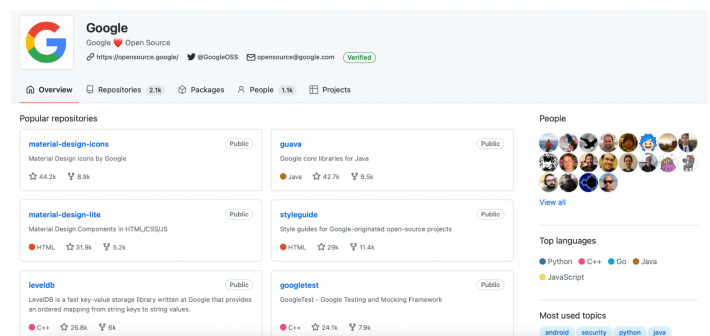 Google
Google ❤️ Open Source
https://opensource.google/ @GoogleOSS opensource@google.com Verified
Overview Repositories 2.1k Packages People 1.1k Projects
Popular repositories
material-design-icons Public
Material Design icons by Google
44.2k 8.9k
guava Public
Google core libraries for Java
Java 42.7k 9.5k
material-design-lite Public
Material Design Components in HTML/CSS/JS
HTML 31.9k 5.2k
styleguide Public
Style guides for Google-originated open-source projects
HTML 29k 11.4k
leveldb Public
LevelDB is a fast key-value storage library written at Google that provides
an ordered mapping from string keys to string values.
C++ 26.8k 6k
googletest Public
GoogleTest - Google Testing and Mocking Framework
C++ 24.1k 7.9k
People
View all
Top languages
Python C++ Go Java
JavaScript
Most used topics
android security python java